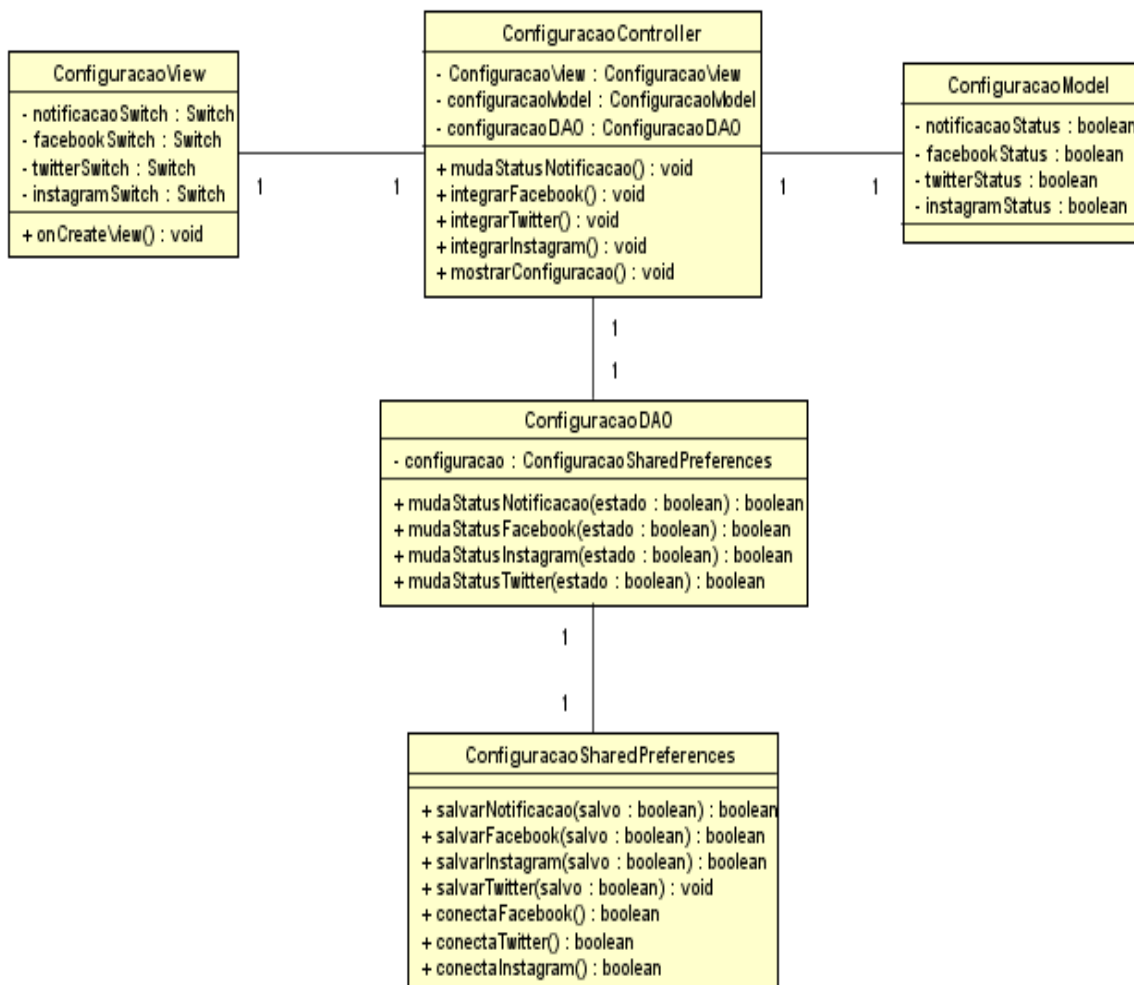 ConfiguracaoView
- notificacaoSwitch : Switch
- facebookSwitch : Switch
- twitterSwitch : Switch
- instagramSwitch : Switch
+ onCreateView() : void
1
1
ConfiguracaoController
- ConfiguracaoView : ConfiguracaoView
- configuracaoModel : ConfiguracaoModel
- configuracaoDAO : ConfiguracaoDAO
+ mudaStatusNotificacao() : void
+ integrarFacebook() : void
+ integrarTwitter() : void
+ integrarInstagram() : void
+ mostrarConfiguracao() : void
1
1
ConfiguracaoModel
- notificacaoStatus : boolean
- facebookStatus : boolean
- twitterStatus : boolean
- instagramStatus : boolean
1
1
ConfiguracaoDAO
- configuracao : ConfiguracaoSharedPreferences
+ mudaStatusNotificacao(estado : boolean) : boolean
+ mudaStatusFacebook(estado : boolean) : boolean
+ mudaStatusInstagram(estado : boolean) : boolean
+ mudaStatusTwitter(estado : boolean) : boolean
1
1
ConfiguracaoSharedPreferences
+ salvarNotificacao(salvo : boolean) : boolean
+ salvarFacebook(salvo : boolean) : boolean
+ salvarInstagram(salvo : boolean) : boolean
+ salvarTwitter(salvo : boolean) : void
+ conectaFacebook() : boolean
+ conectaTwitter() : boolean
+ conectaInstagram() : boolean